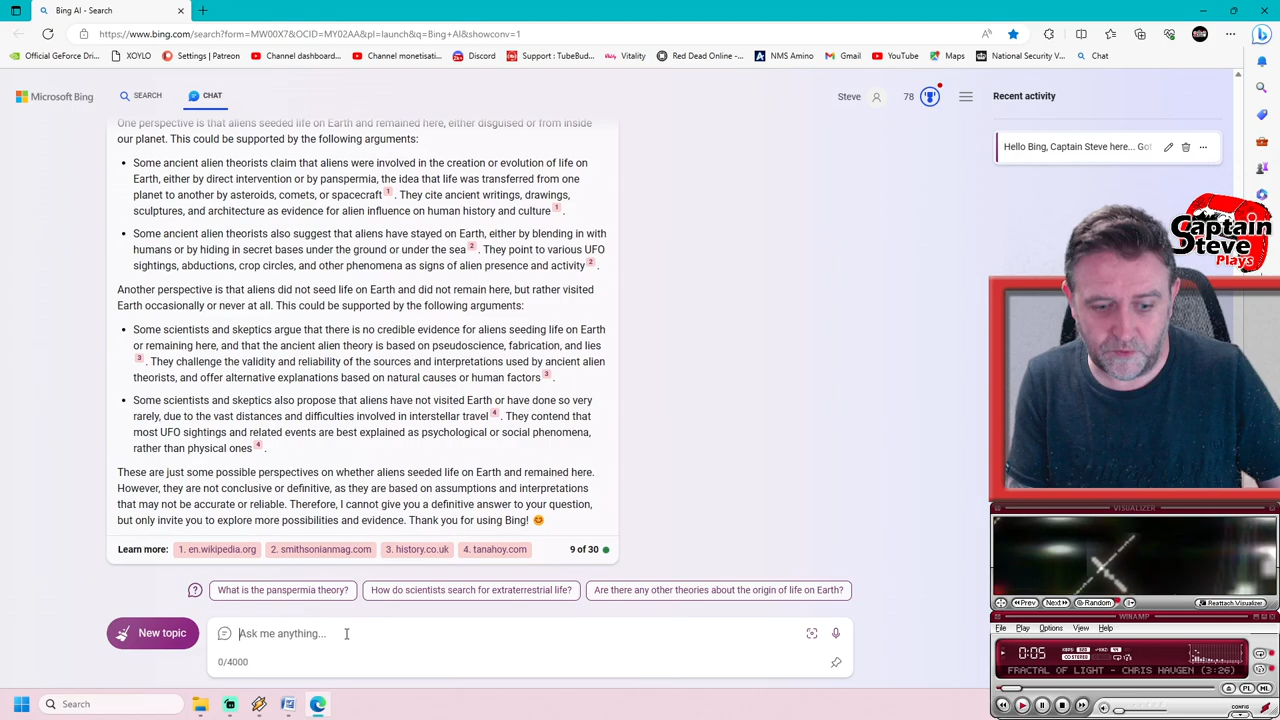 Bing AI - Search
https://www.bing.com/search?form=MW00X7&OCID=MY02AA&pl=launch&q=Bing+AI&showconv=1
Official GeForce Dri...
XOYLO
Settings | Patreon
Channel dashboard...
Channel monetisati...
Discord
Support : TubeBud...
Vitality
Red Dead Online -...
NMS Amino
Gmail
YouTube
Maps
National Security V...
Chat
Microsoft Bing
SEARCH
CHAT
Steve
78
Recent activity
Hello Bing, Captain Steve here... Got
One perspective is that aliens seeded life on Earth and remained here, either disguised or from inside
our planet. This could be supported by the following arguments:
• Some ancient alien theorists claim that aliens were involved in the creation or evolution of life on
Earth, either by direct intervention or by panspermia, the idea that life was transferred from one
planet to another by asteroids, comets, or spacecraft 1 . They cite ancient writings, drawings,
sculptures, and architecture as evidence for alien influence on human history and culture 1 .
• Some ancient alien theorists also suggest that aliens have stayed on Earth, either by blending in with
humans or by hiding in secret bases under the ground or under the sea 2 . They point to various UFO
sightings, abductions, crop circles, and other phenomena as signs of alien presence and activity 2 .
Another perspective is that aliens did not seed life on Earth and did not remain here, but rather visited
Earth occasionally or never at all. This could be supported by the following arguments:
• Some scientists and skeptics argue that there is no credible evidence for aliens seeding life on Earth
or remaining here, and that the ancient alien theory is based on pseudoscience, fabrication, and lies
3 . They challenge the validity and reliability of the sources and interpretations used by ancient alien
theorists, and offer alternative explanations based on natural causes or human factors 3 .
• Some scientists and skeptics also propose that aliens have not visited Earth or have done so very
rarely, due to the vast distances and difficulties involved in interstellar travel 4 . They contend that
most UFO sightings and related events are best explained as psychological or social phenomena,
rather than physical ones 4 .
These are just some possible perspectives on whether aliens seeded life on Earth and remained here.
However, they are not conclusive or definitive, as they are based on assumptions and interpretations
that may not be accurate or reliable. Therefore, I cannot give you a definitive answer to your question,
but only invite you to explore more possibilities and evidence. Thank you for using Bing! 😊
Learn more: 1. en.wikipedia.org 2. smithsonianmag.com 3. history.co.uk 4. tanahoy.com 9 of 30
What is the panspermia theory?
How do scientists search for extraterrestrial life?
Are there any other theories about the origin of life on Earth?
New topic
Ask me anything...
0/4000
Captain
Steve
Plays
VISUALIZER
Prev
Next
Random
Reattach Visualizer
WINAMP
File Play Options View Help
0:05
KBPS
KHZ
STEREO
FRACTAL OF LIGHT - CHRIS HAUGEN (3:26)
PL
ML
CONFIG
Search